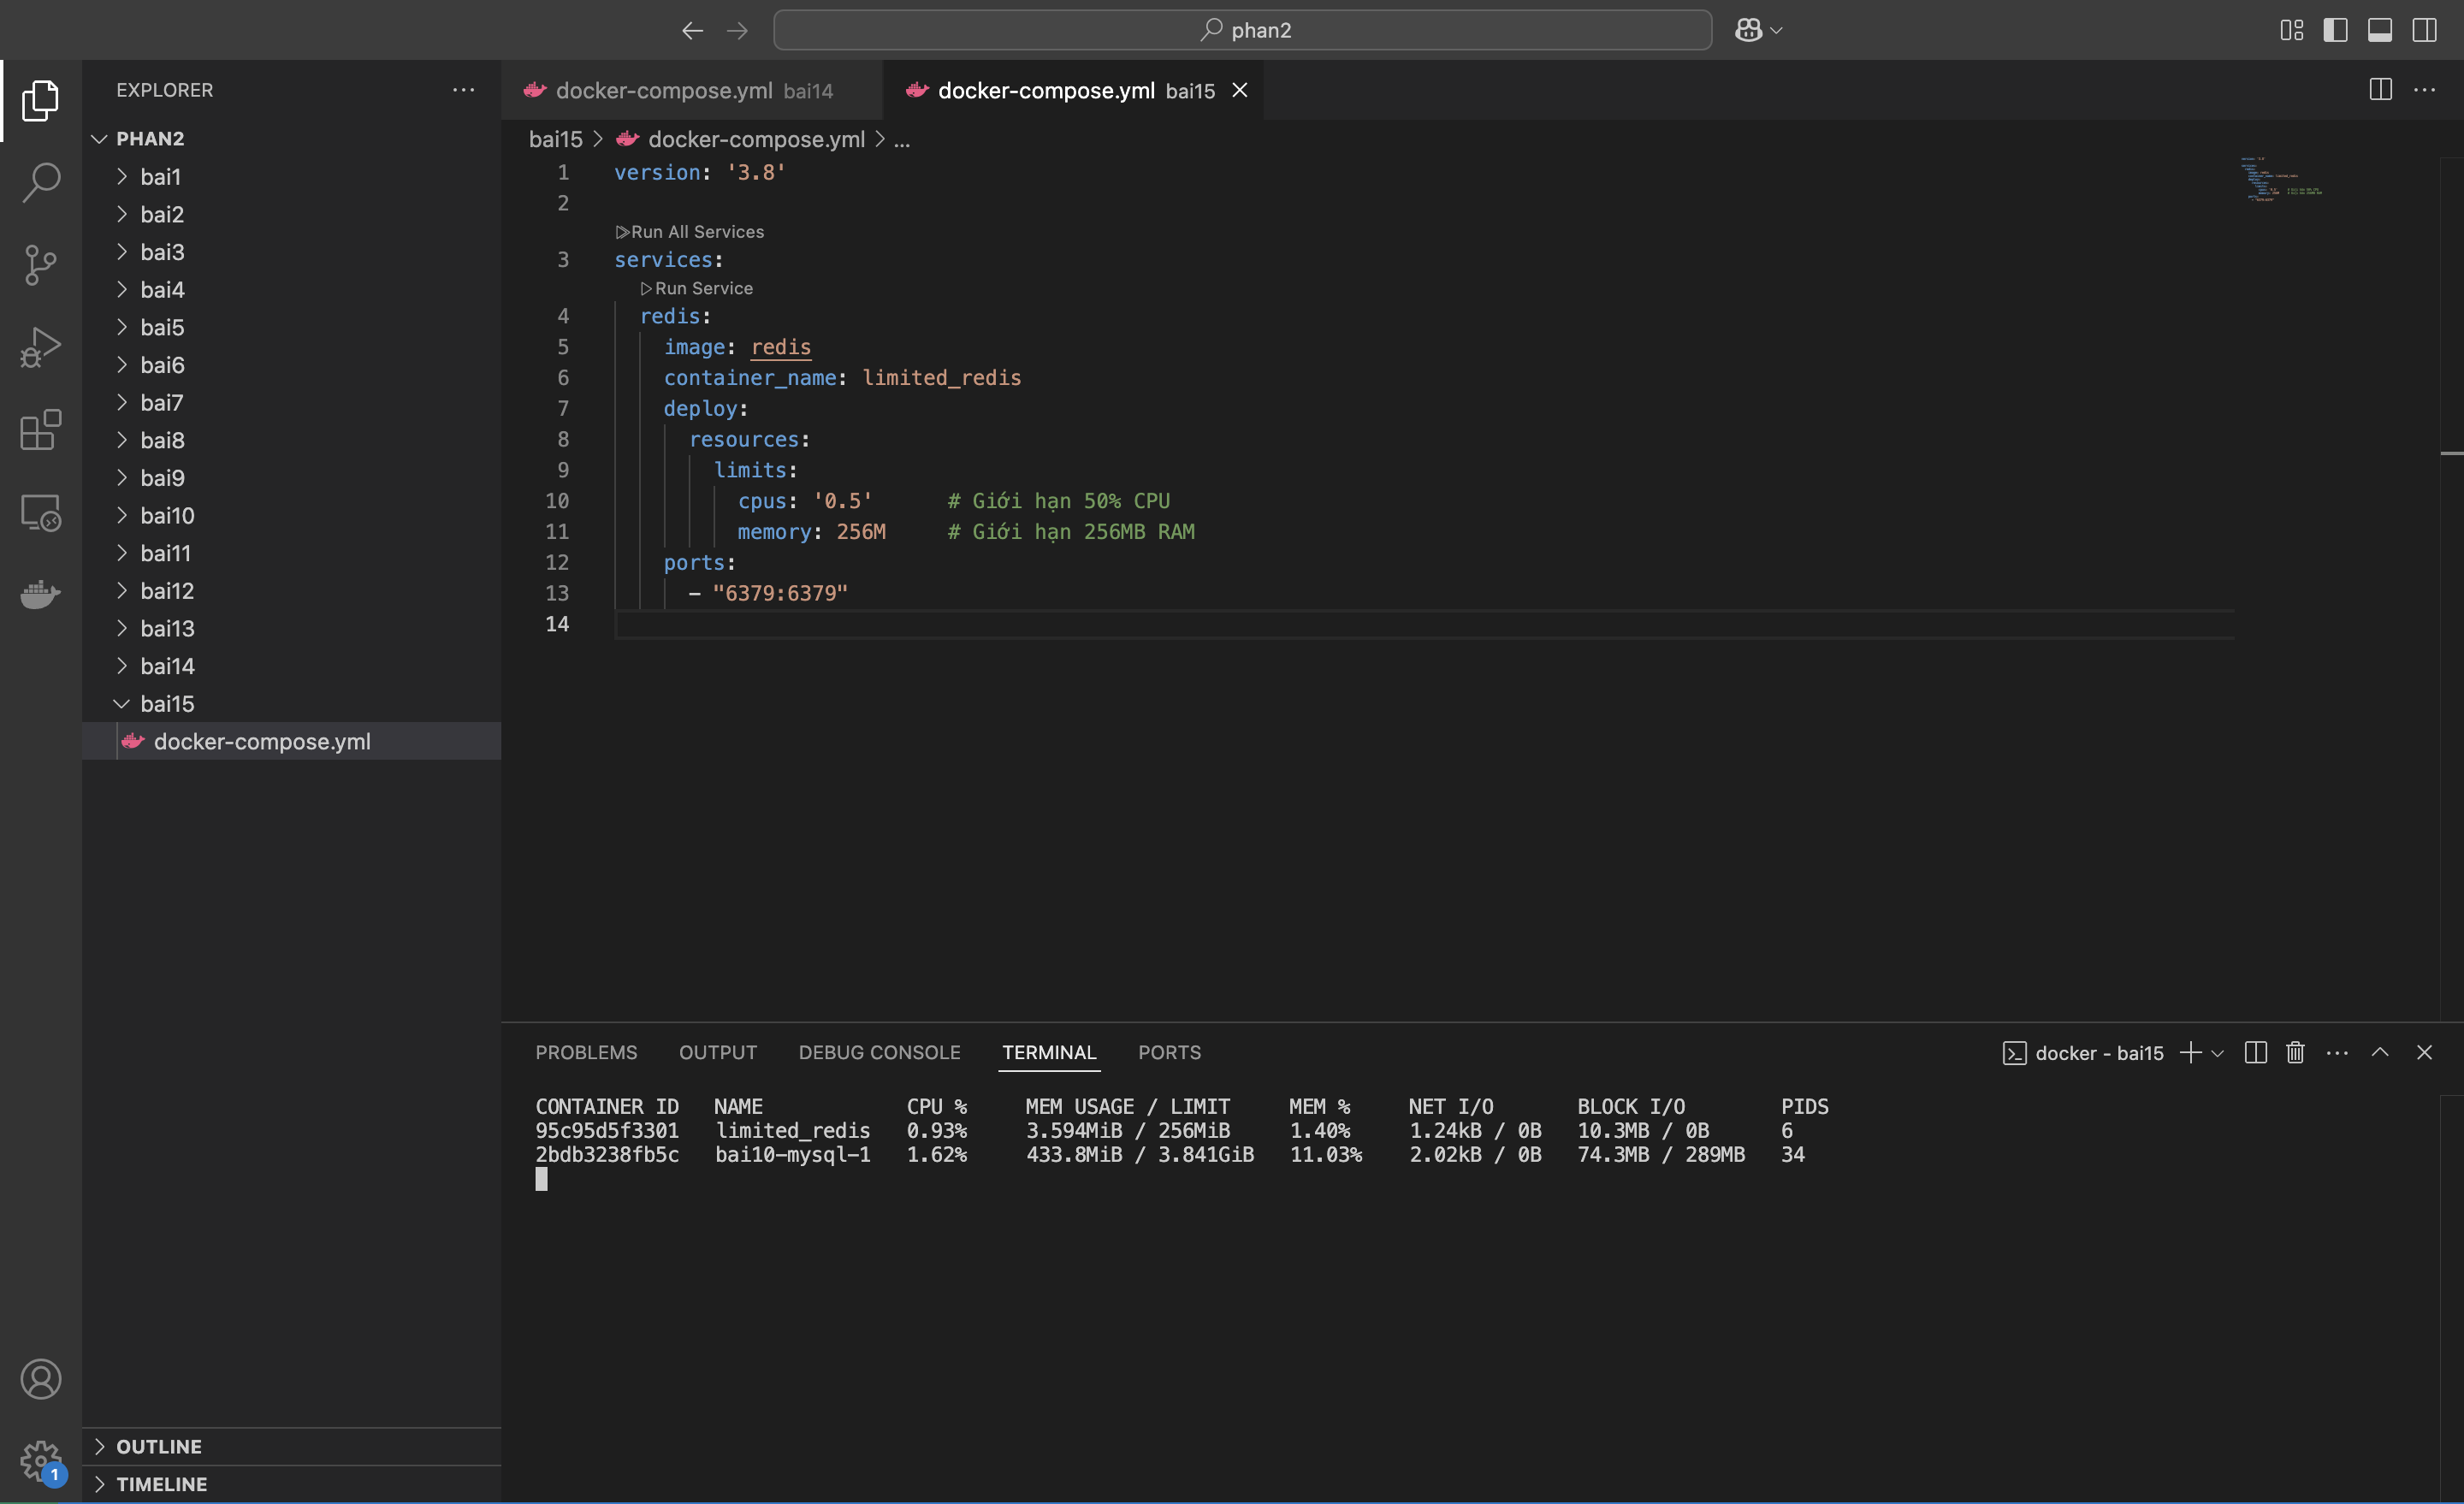 phan2
EXPLORER
PHAN2
bai1
bai2
bai3
bai4
bai5
bai6
bai7
bai8
bai9
bai10
bai11
bai12
bai13
bai14
bai15
docker-compose.yml
OUTLINE
TIMELINE
1
docker-compose.yml bai14
docker-compose.yml bai15
bai15 > docker-compose.yml > ...
1 version: '3.8'
2
Run All Services
3 services:
Run Service
4 redis:
5 image: redis
6 container_name: limited_redis
7 deploy:
8 resources:
9 limits:
10 cpus: '0.5' # Giới hạn 50% CPU
11 memory: 256M # Giới hạn 256MB RAM
12 ports:
13 - "6379:6379"
14
PROBLEMS OUTPUT DEBUG CONSOLE TERMINAL PORTS docker - bai15
CONTAINER ID NAME CPU % MEM USAGE / LIMIT MEM % NET I/O BLOCK I/O PIDS
95c95d5f3301 limited_redis 0.93% 3.594MiB / 256MiB 1.40% 1.24kB / 0B 10.3MB / 0B 6
2bdb3238fb5c bai10-mysql-1 1.62% 433.8MiB / 3.841GiB 11.03% 2.02kB / 0B 74.3MB / 289MB 34